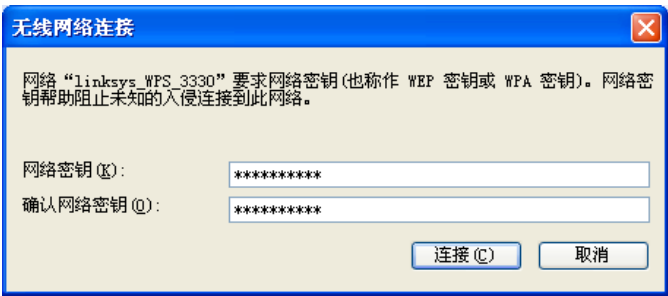 无线网络连接
网络“linksys_WPS_3330”要求网络密钥(也称作 WEP 密钥或 WPA 密钥)。网络密
钥帮助阻止未知的入侵连接到此网络。
网络密钥(K): **********
确认网络密钥(O): **********
连接(C) 取消